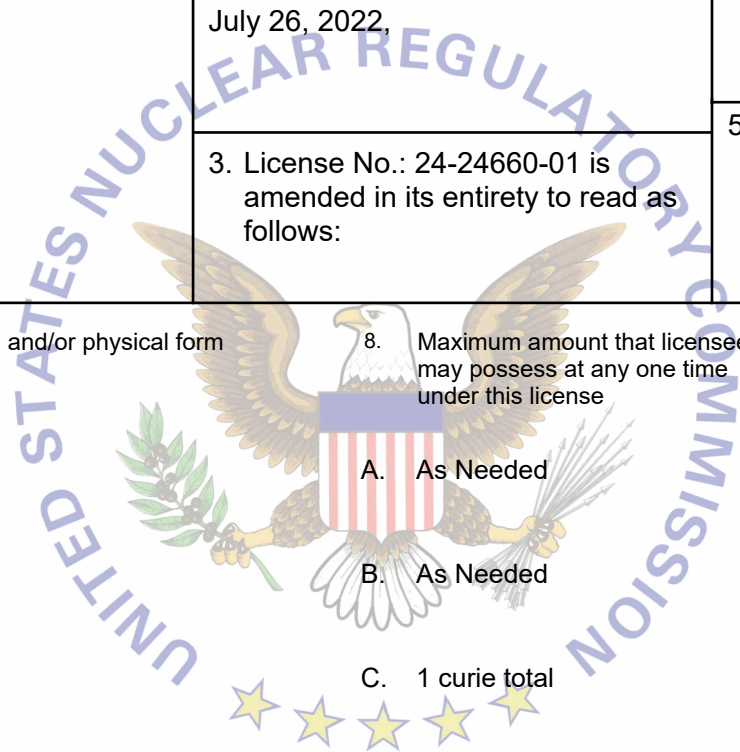 July 26, 2022,
5
3. License No.: 24-24660-01 is
amended in its entirety to read as
follows:
and/or physical form
8. Maximum amount that licensee
may possess at any one time
under this license
A. As Needed
B. As Needed
C. 1 curie total
UNITED STATES NUCLEAR REGULATORY COMMISSION